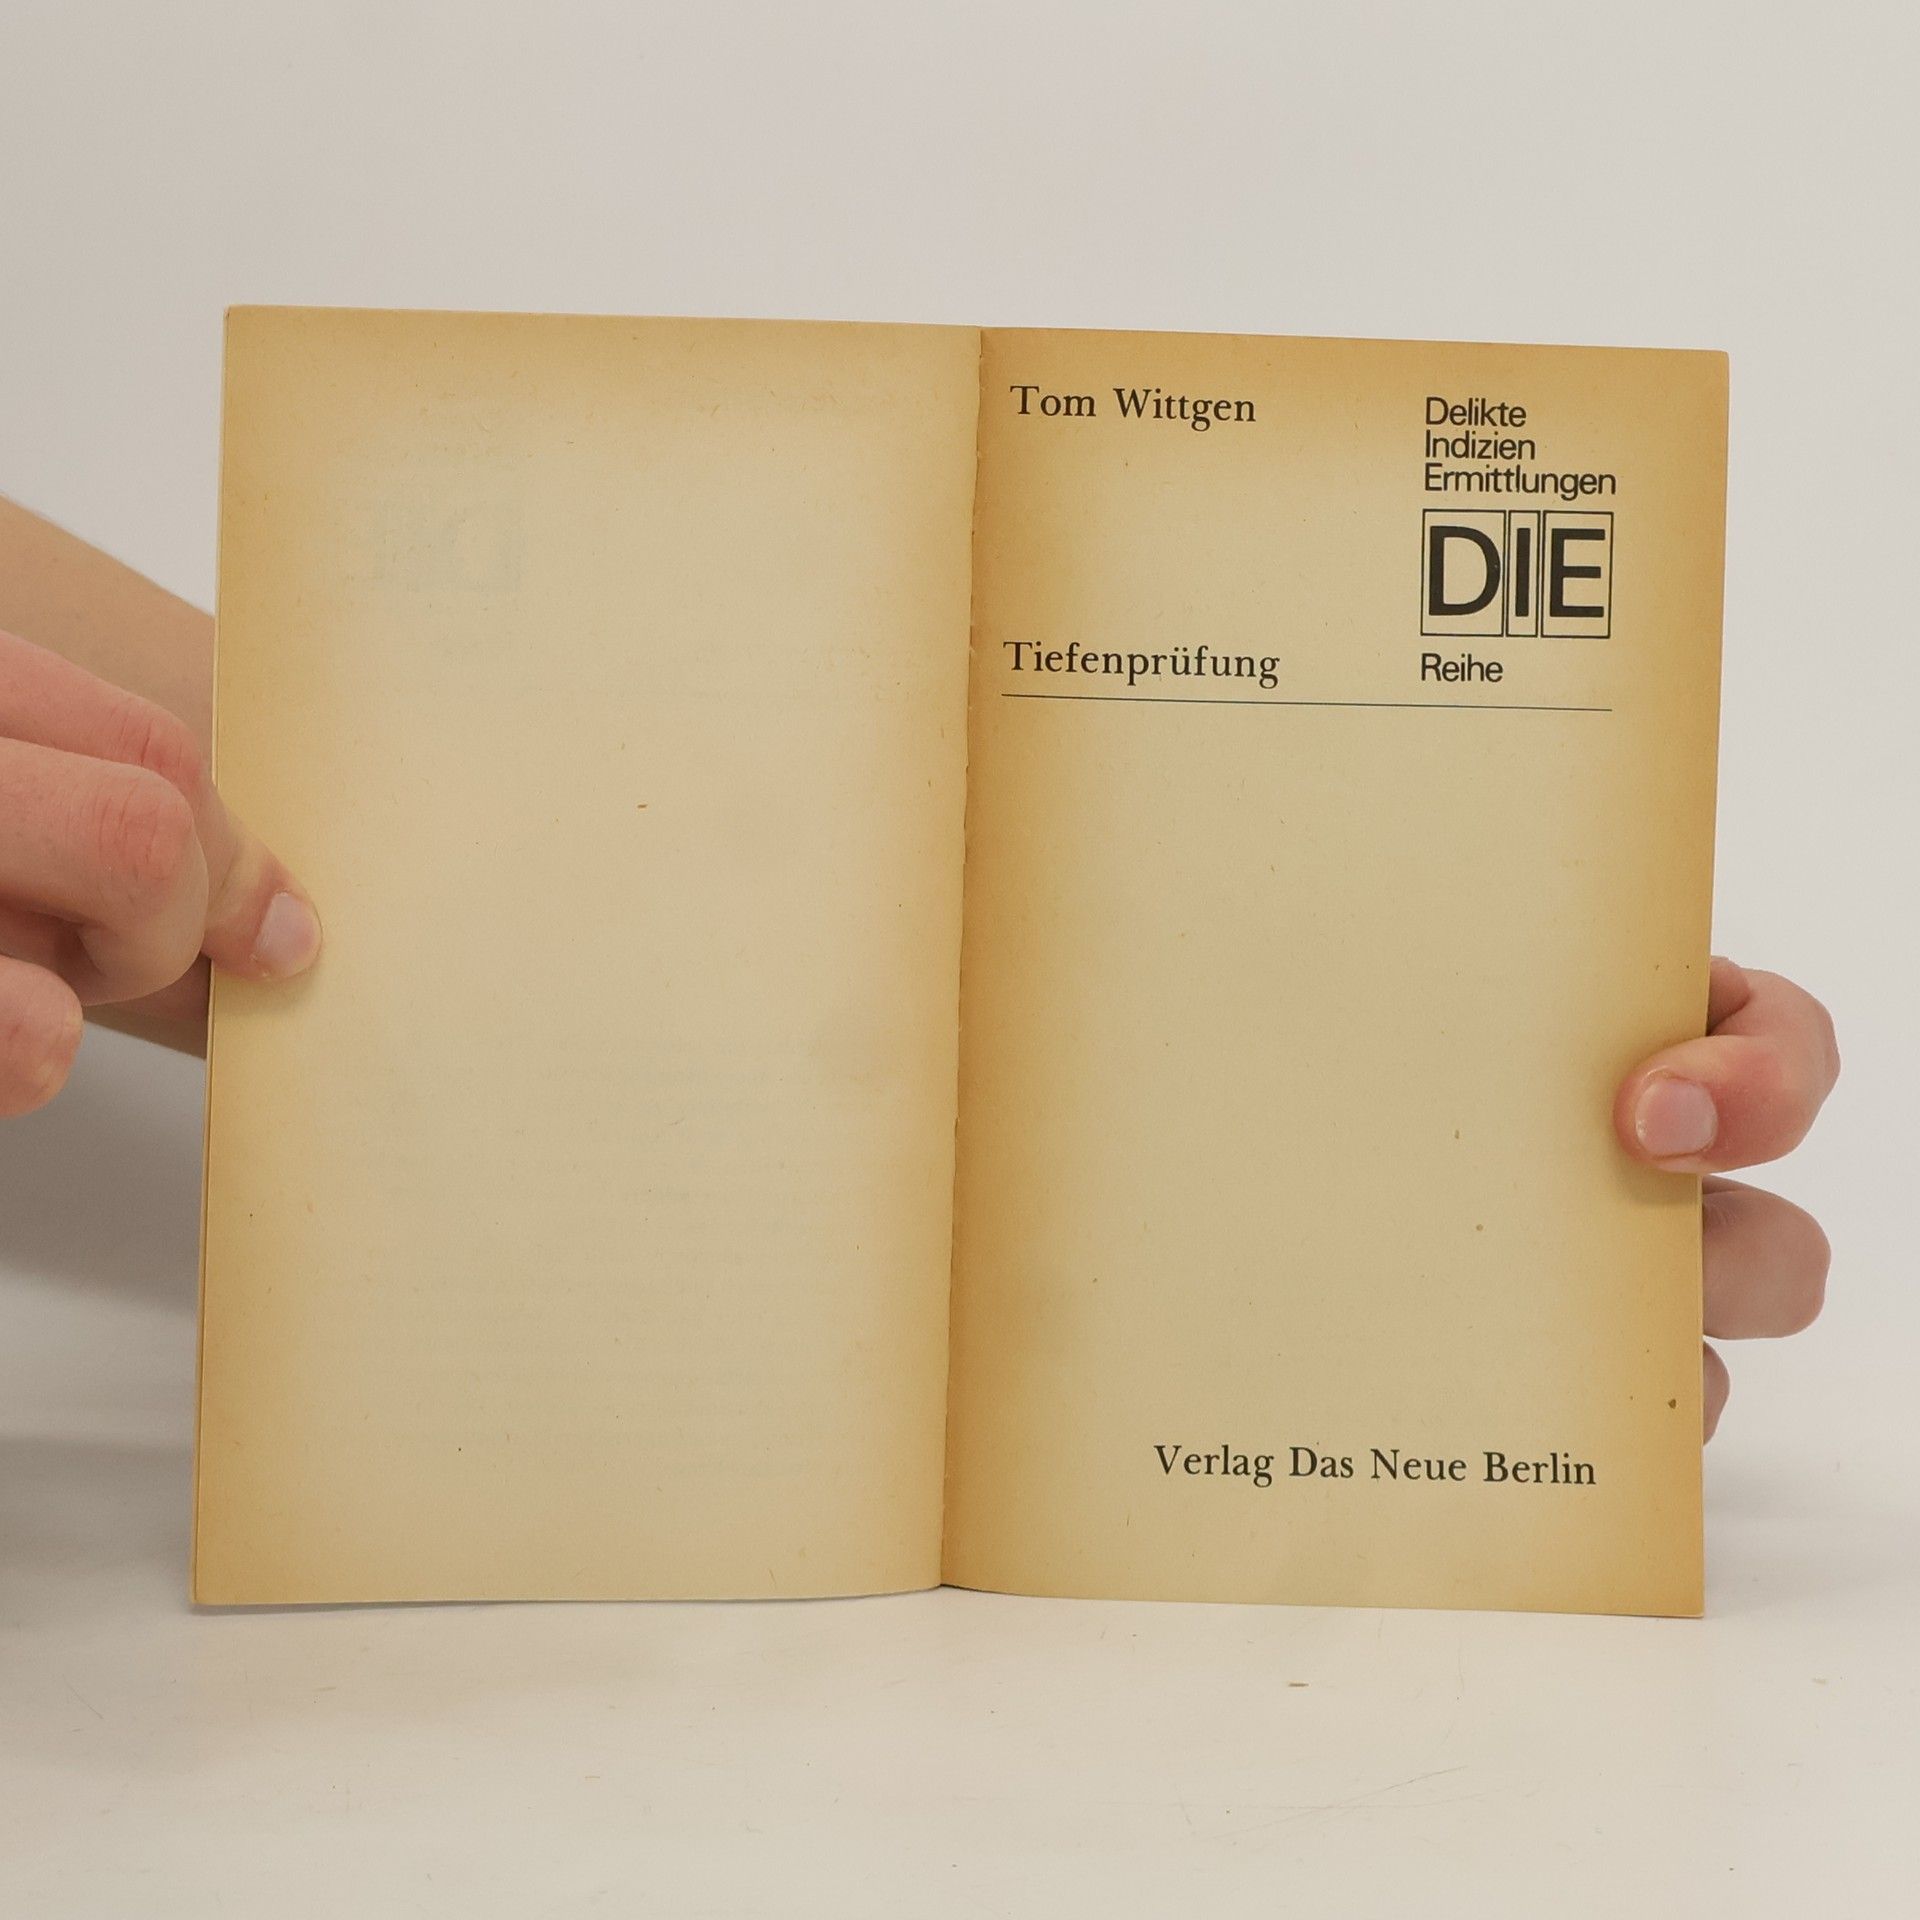 Tom Wittgen
Delikte
Indizien
Ermittlungen
DIE
Reihe
Tiefenprüfung
Verlag Das Neue Berlin